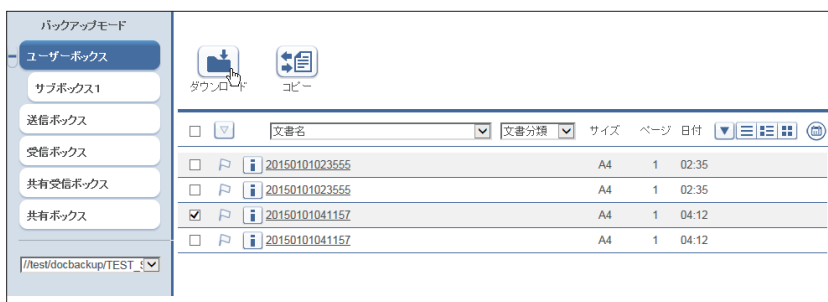 バックアップモード
ユーザーボックス
サブボックス1
送信ボックス
受信ボックス
共有受信ボックス
共有ボックス
//test/docbackup/TEST_
ダウンロード コピー
文書名 文書分類 サイズ ページ 日付
20150101023555 A4 1 02:35
20150101023555 A4 1 02:35
20150101041157 A4 1 04:12
20150101041157 A4 1 04:12